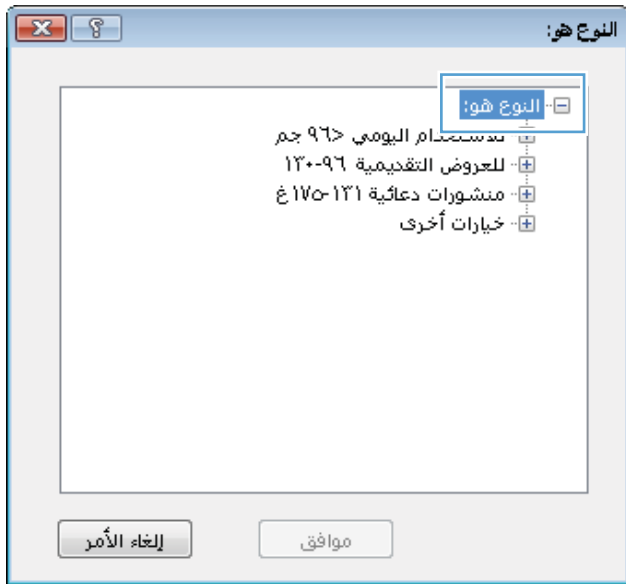 النوع هو:
النوع هو:
للاستخدام اليومي <٩٦ جم
للعروض التقديمية ٩٦-١٣٠
منشورات دعائية ١٣١-١٧٥غ
خيارات أخرى
موافق
إلغاء الأمر